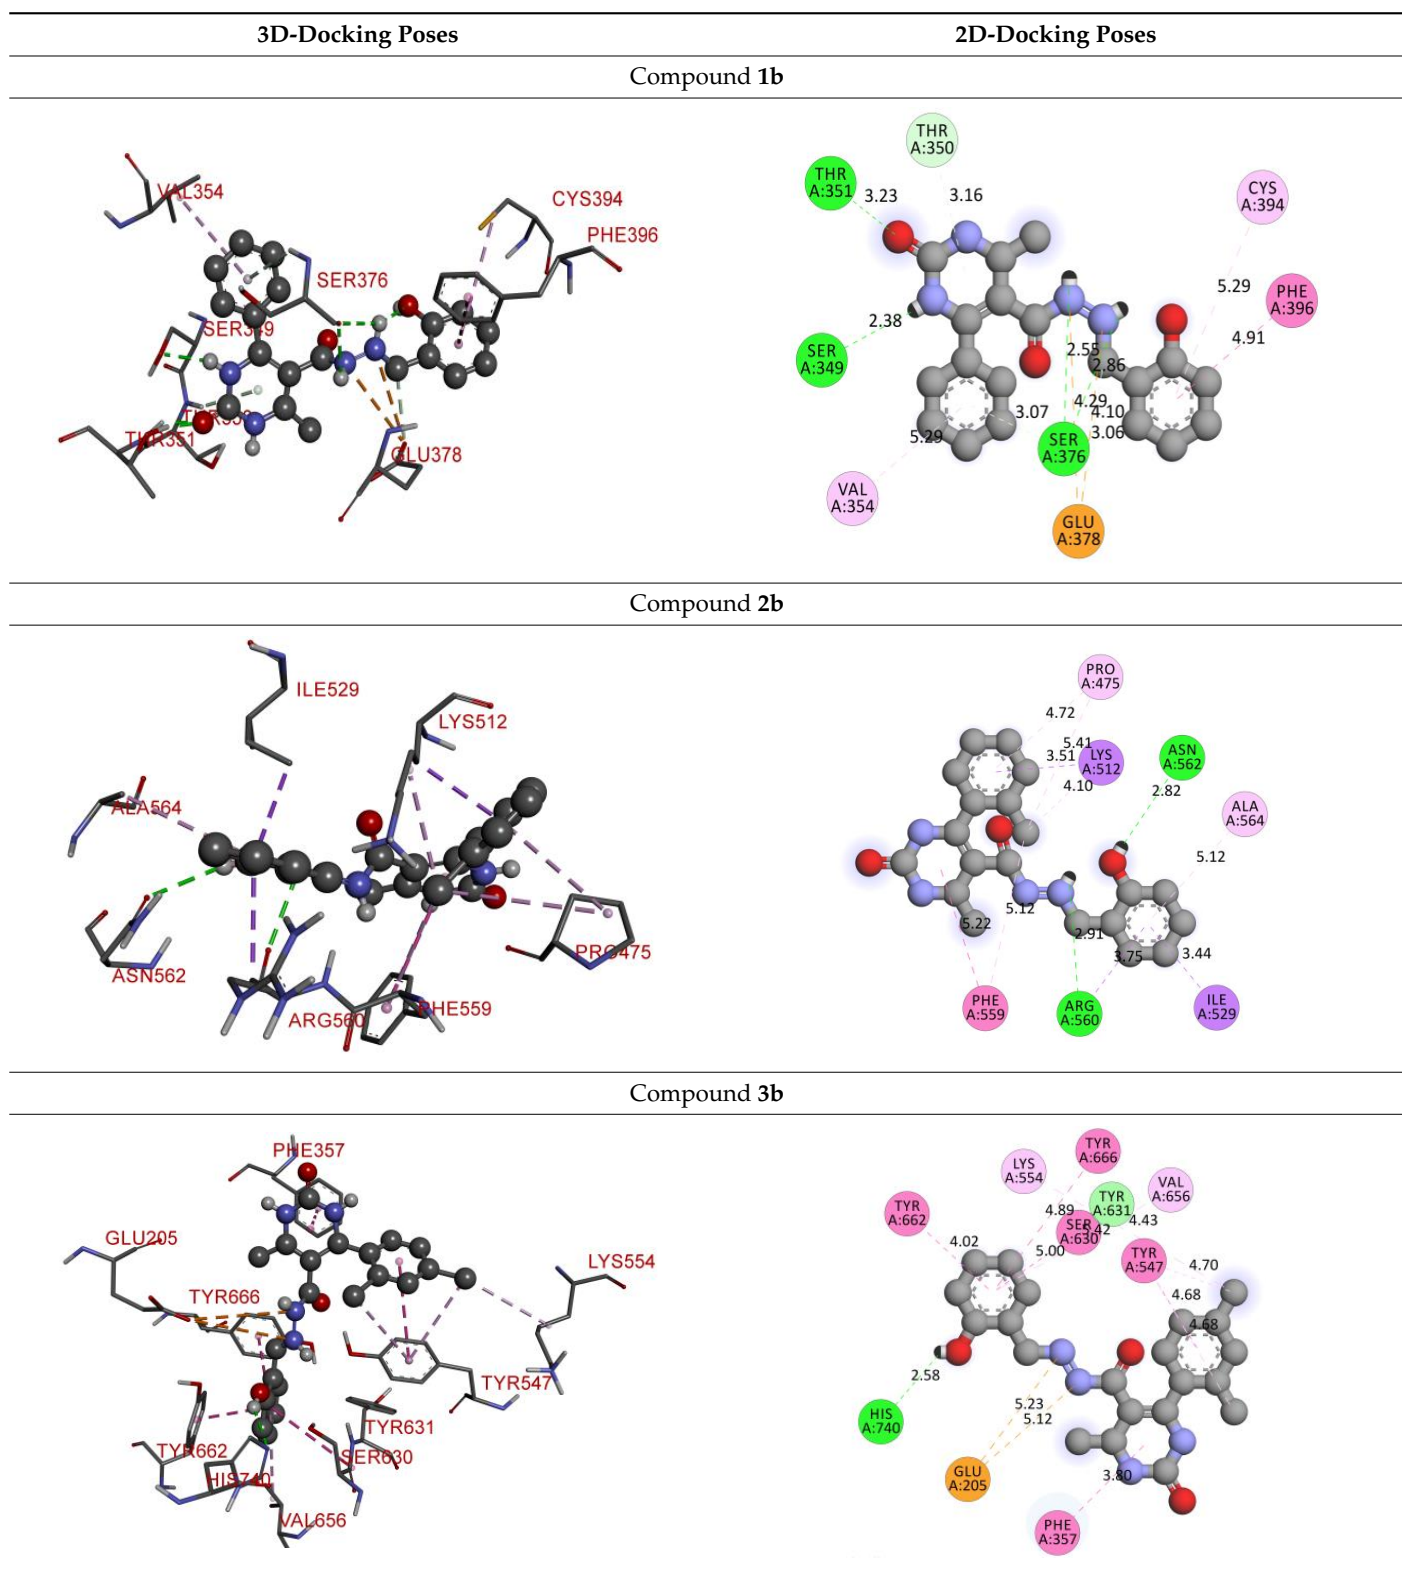 3D-Docking Poses 2D-Docking Poses
Compound 1b
VAL354
CYS394
PHE396
SER376
SER349
THR351
GLU378
THR
A:350
THR
A:351
3.23
3.16
CYS
A:394
5.29
PHE
A:396
4.91
SER
A:349
2.38
2.55
2.86
4.29
4.10
3.07
3.06
5.29
SER
A:376
VAL
A:354
GLU
A:378
Compound 2b
ILE529
LYS512
ALA564
ASN562
ARG560
PHE559
PRO475
PRO
A:475
4.72
5.41
3.51
LYS
A:512
4.10
ASN
A:562
2.82
ALA
A:564
5.12
5.22
5.12
2.91
3.75
3.44
PHE
A:559
ARG
A:560
ILE
A:529
Compound 3b
PHE357
GLU205
LYS554
TYR666
TYR547
TYR631
TYR662
SER630
HIS740
VAL656
TYR
A:666
LYS
A:554
VAL
A:656
TYR
A:631
TYR
A:662
4.89
SER
A:630
4.43
4.02
5.00
TYR
A:547
4.70
4.68
4.68
2.58
HIS
A:740
5.23
5.12
GLU
A:205
3.80
PHE
A:357